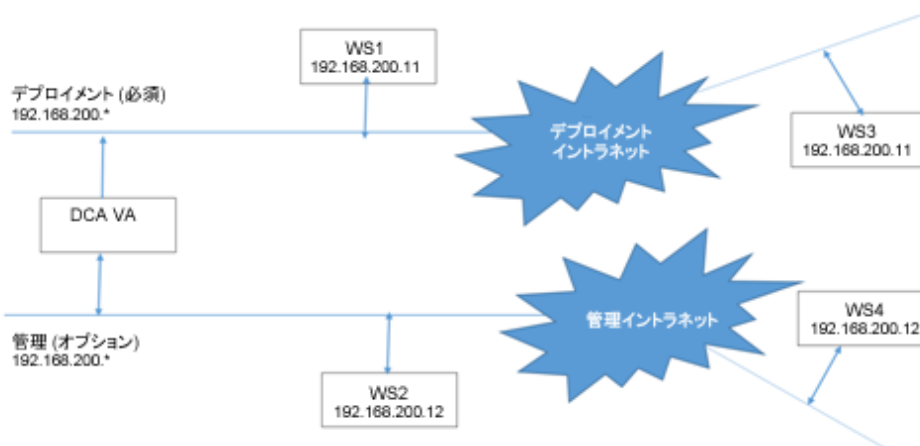 WS1
192.168.200.11
デプロイメント (必須)
192.168.200.*
デプロイメント
イントラネット
WS3
192.168.200.11
DCA VA
管理イントラネット
WS4
192.168.200.12
管理 (オプション)
192.168.200.*
WS2
192.168.200.12